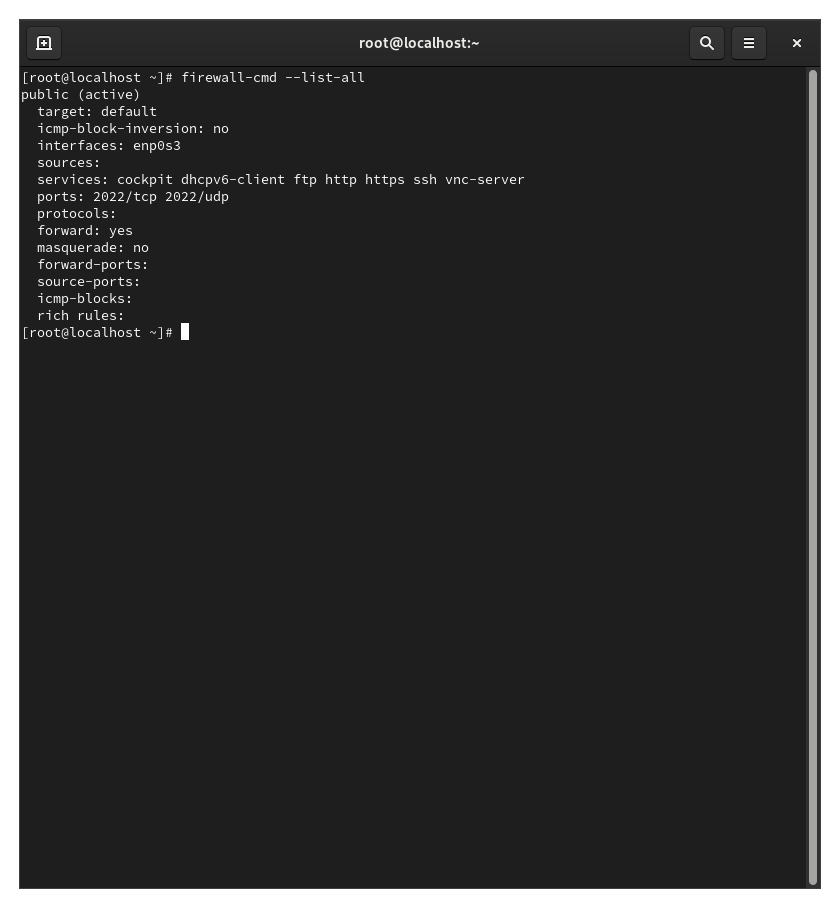 root@localhost:~
[root@localhost ~]# firewall-cmd --list-all
public (active)
  target: default
  icmp-block-inversion: no
  interfaces: enp0s3
  sources:
  services: cockpit dhcpv6-client ftp http https ssh vnc-server
  ports: 2022/tcp 2022/udp
  protocols:
  forward: yes
  masquerade: no
  forward-ports:
  source-ports:
  icmp-blocks:
  rich rules:
[root@localhost ~]#